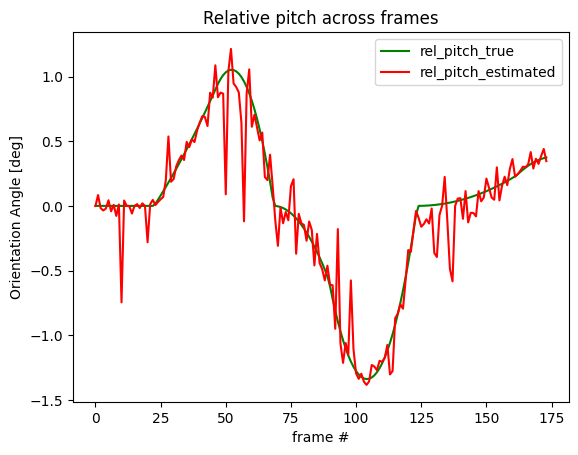 Relative pitch across frames
rel_pitch_true
rel_pitch_estimated
Orientation Angle [deg]
1.0
0.5
0.0
−0.5
−1.0
−1.5
0 25 50 75 100 125 150 175
frame #